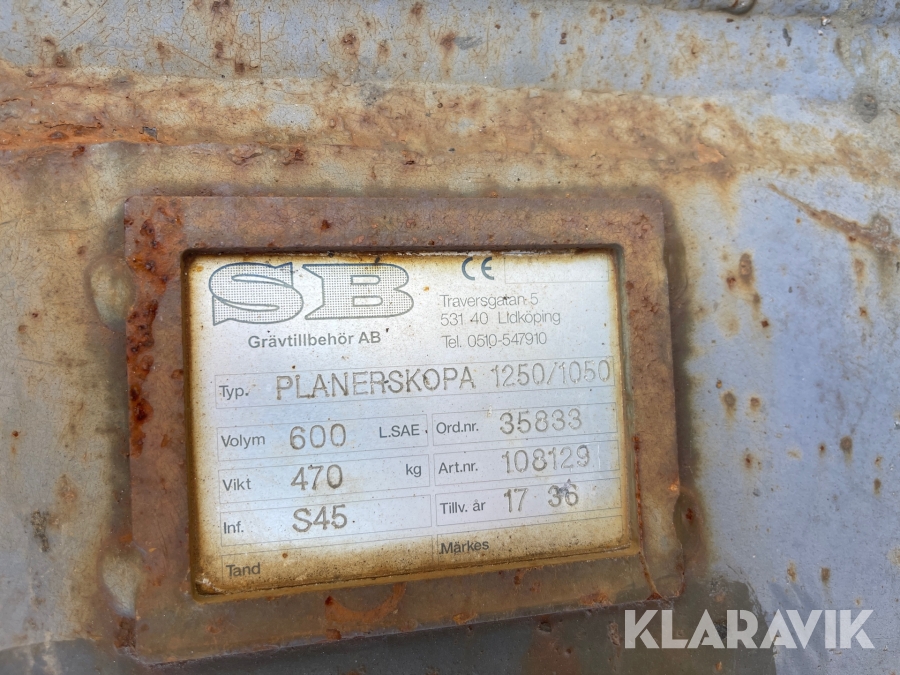 SB
Grävtillbehör AB
CE
Traversgatan 5
531 40 Lidköping
Tel. 0510-547910
Typ. PLANERSKOPA 1250/1050
Volym 600 L.SAE
Ord.nr. 35833
Vikt 470 kg
Art.nr. 108129
Inf. S45
Tillv. år 17 36
Tand
Märkes
KLARAVIK